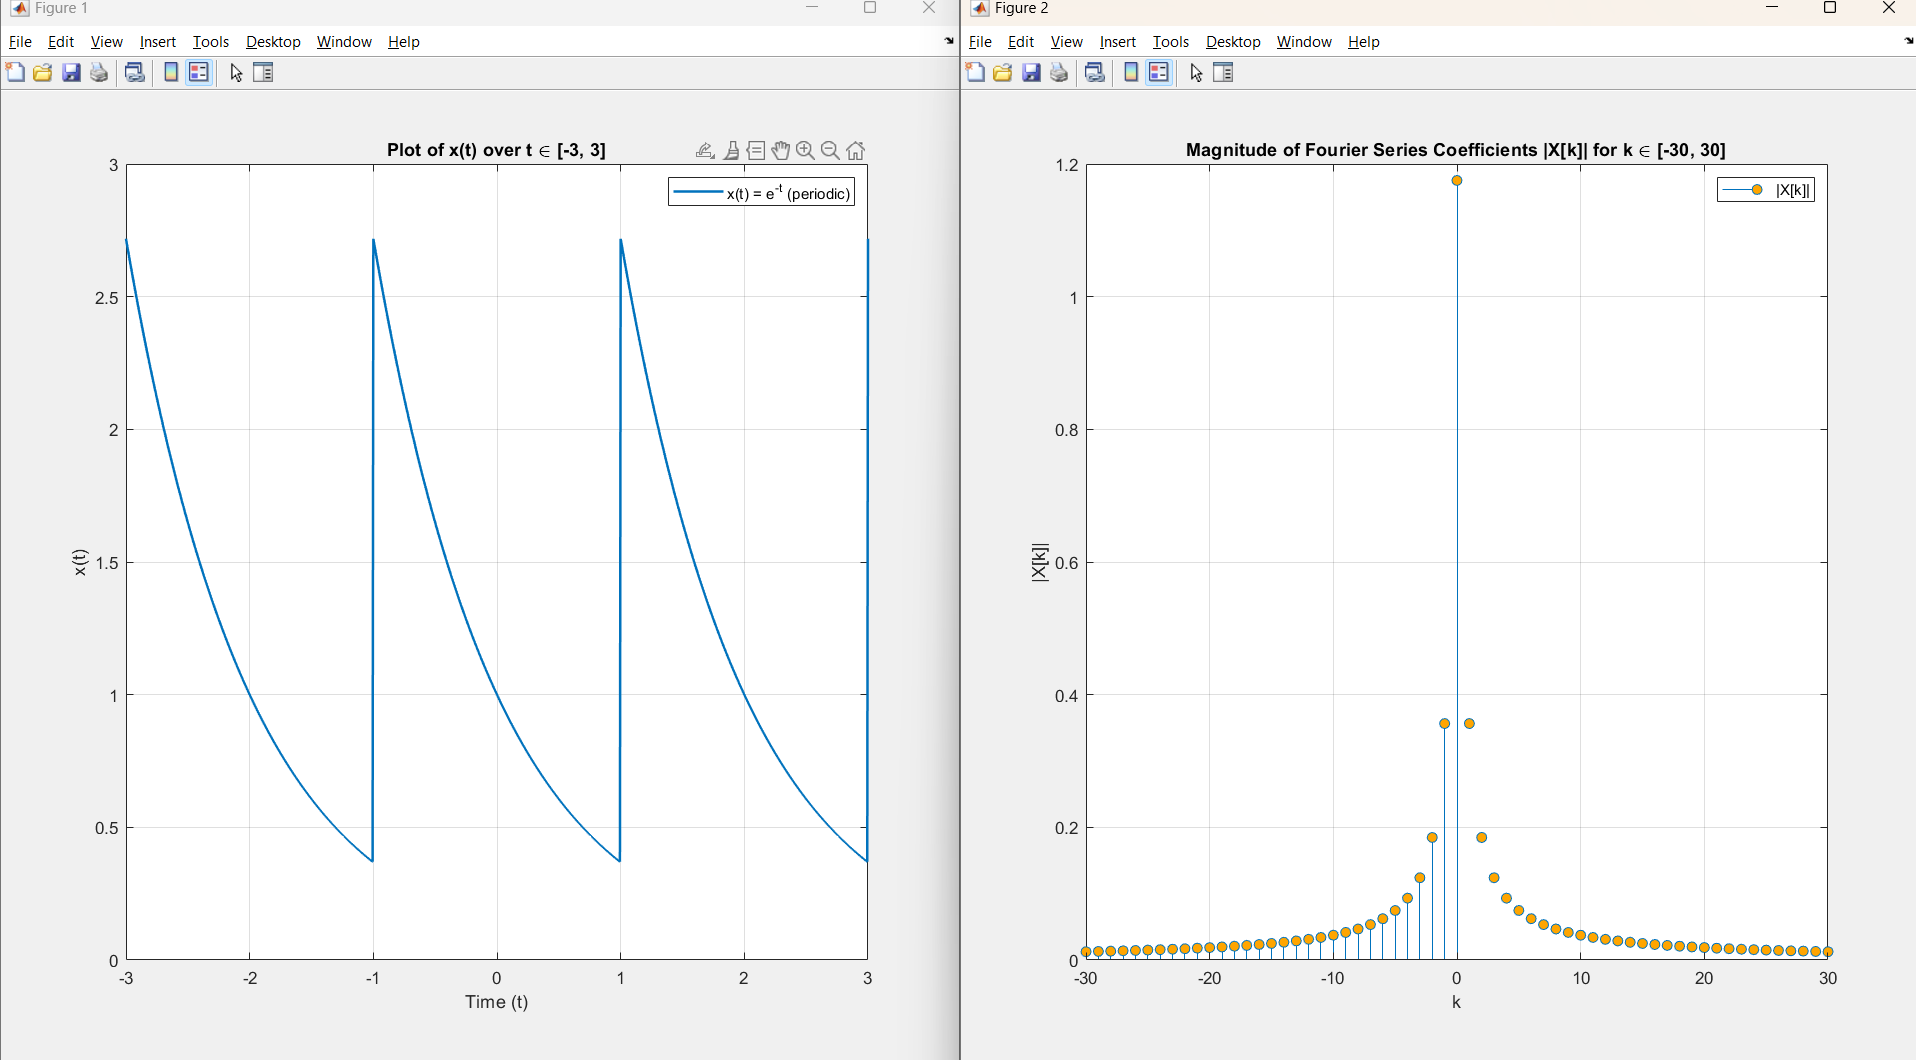 Figure 1
File Edit View Insert Tools Desktop Window Help
Plot of x(t) over t ∈ [-3, 3]
x(t) = e^-t (periodic)
3
2.5
2
1.5
1
0.5
0
x(t)
-3 -2 -1 0 1 2 3
Time (t)
Figure 2
File Edit View Insert Tools Desktop Window Help
Magnitude of Fourier Series Coefficients |X[k]| for k ∈ [-30, 30]
|X[k]|
1.2
1
0.8
0.6
0.4
0.2
0
|X[k]|
-30 -20 -10 0 10 20 30
k